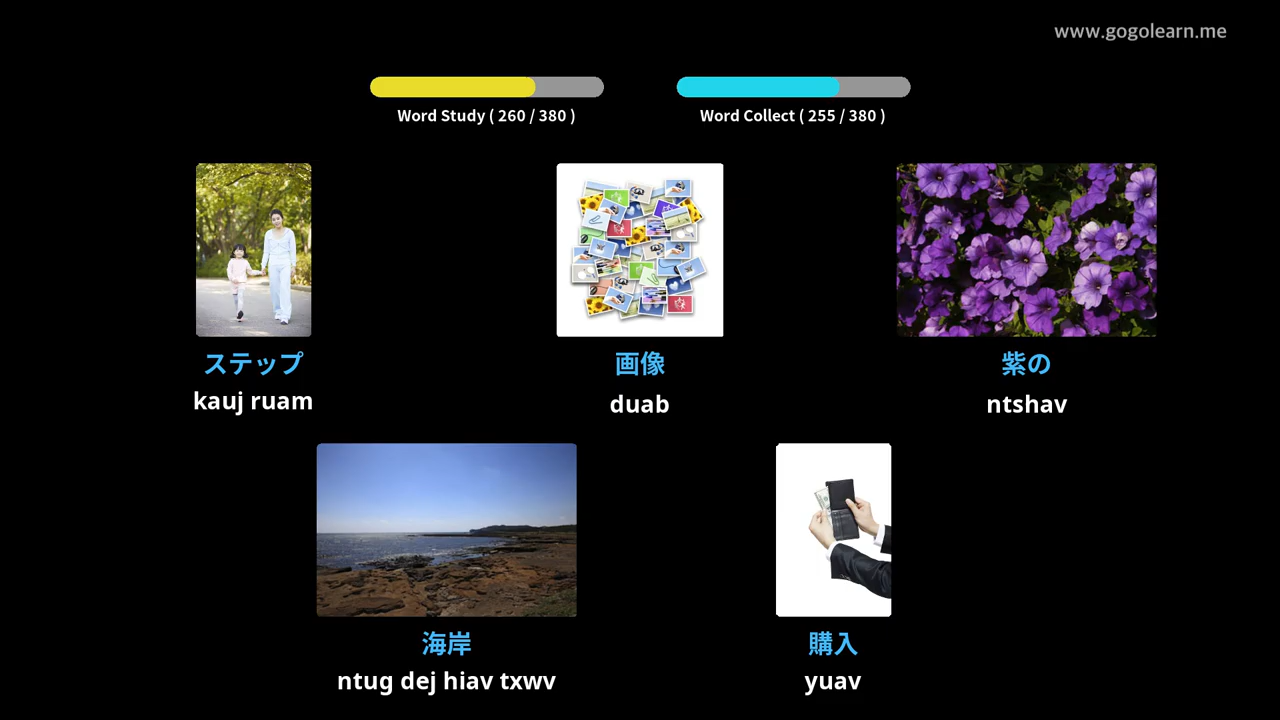 www.gogolearn.me
Word Study ( 260 / 380 )
Word Collect ( 255 / 380 )
ステップ
kauj ruam
画像
duab
紫の
ntshav
海岸
ntug dej hiav txwv
購入
yuav